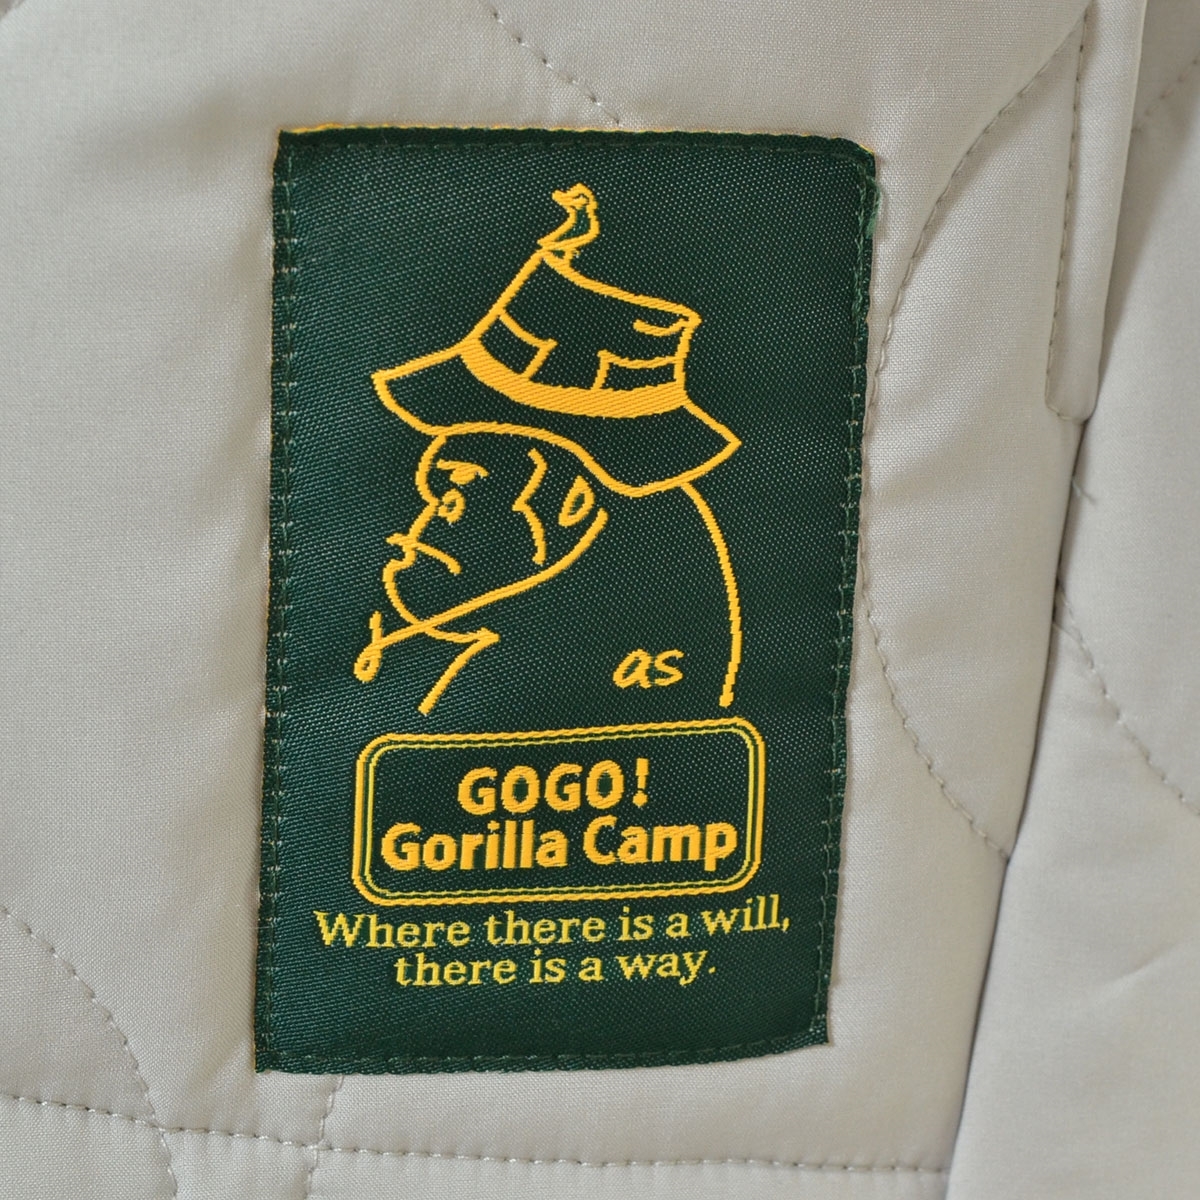 as
GOGO!
Gorilla Camp
Where there is a will,
there is a way.